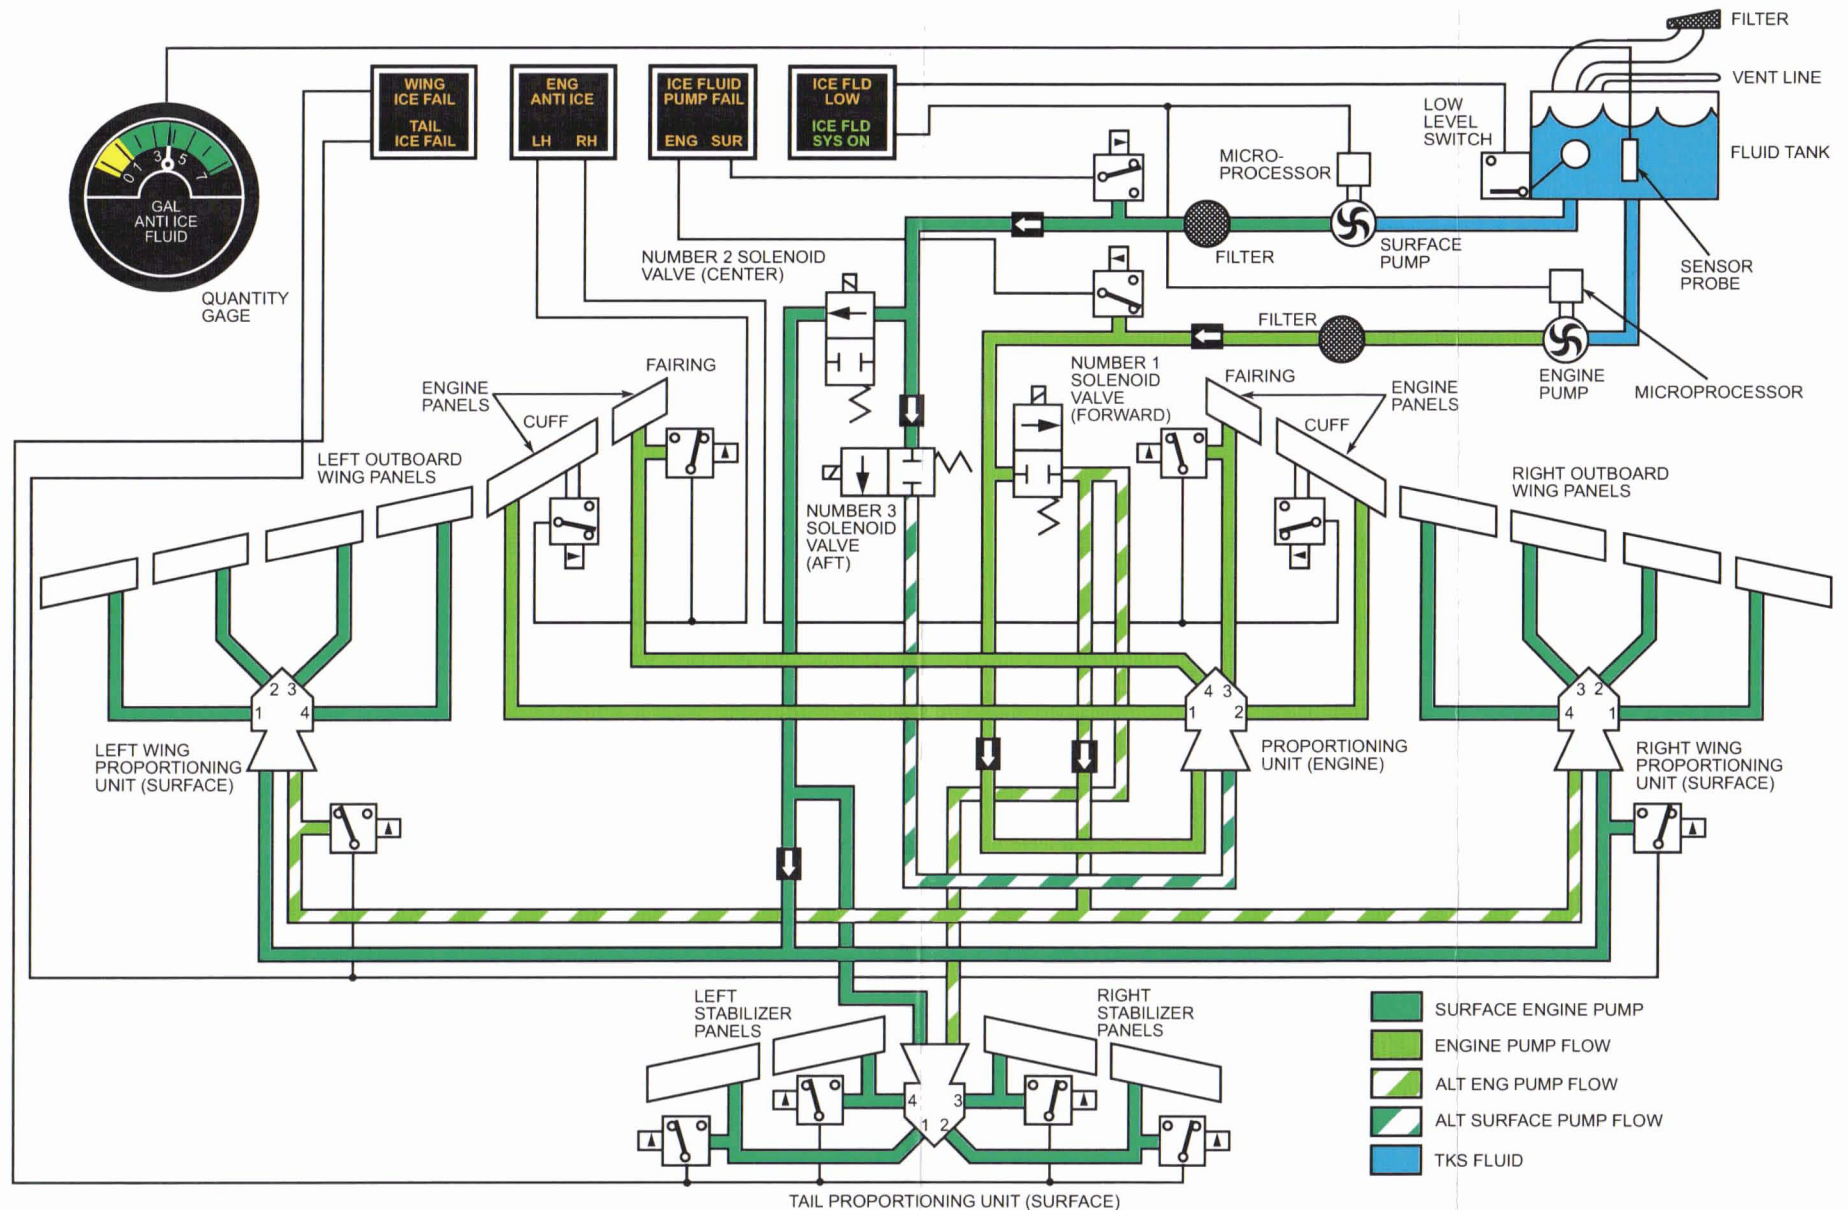 FILTER
VENT LINE
WING
ICE FAIL
TAIL
ICE FAIL
ENG
ANTI ICE
LH RH
ICE FLUID
PUMP FAIL
ENG SUR
ICE FLD
LOW
ICE FLD
SYS ON
LOW
LEVEL
SWITCH
FLUID TANK
MICRO-
PROCESSOR
0 1 3 5 7
GAL
ANTI ICE
FLUID
QUANTITY
GAGE
NUMBER 2 SOLENOID
VALVE (CENTER)
FILTER
SURFACE
PUMP
SENSOR
PROBE
FILTER
ENGINE
PUMP
MICROPROCESSOR
ENGINE
PANELS
FAIRING
CUFF
NUMBER 1
SOLENOID
VALVE
(FORWARD)
FAIRING
ENGINE
PANELS
CUFF
LEFT OUTBOARD
WING PANELS
RIGHT OUTBOARD
WING PANELS
NUMBER 3
SOLENOID
VALVE
(AFT)
2 3
1 4
4 3
1 2
3 2
4 1
LEFT WING
PROPORTIONING
UNIT (SURFACE)
PROPORTIONING
UNIT (ENGINE)
RIGHT WING
PROPORTIONING
UNIT (SURFACE)
LEFT
STABILIZER
PANELS
RIGHT
STABILIZER
PANELS
4 3
1 2
TAIL PROPORTIONING UNIT (SURFACE)
SURFACE ENGINE PUMP
ENGINE PUMP FLOW
ALT ENG PUMP FLOW
ALT SURFACE PUMP FLOW
TKS FLUID